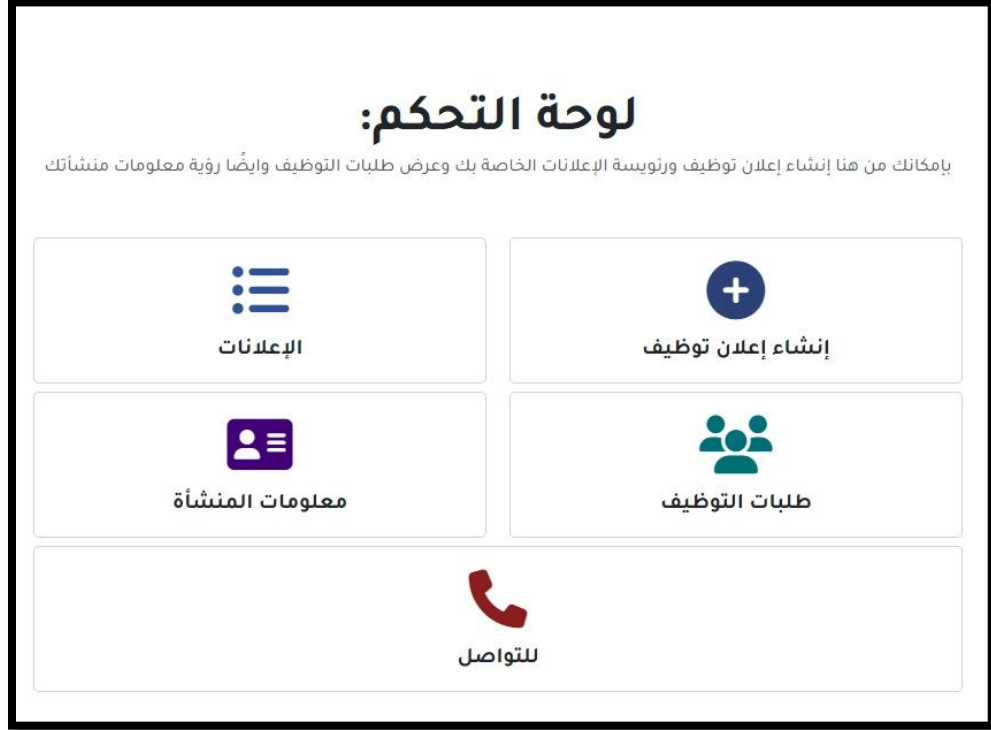 لوحة التحكم:
بإمكانك من هنا إنشاء إعلان توظيف ورئويسة الإعلانات الخاصة بك وعرض طلبات التوظيف وايضًا رؤية معلومات منشأتك
إنشاء إعلان توظيف
الإعلانات
طلبات التوظيف
معلومات المنشأة
للتواصل